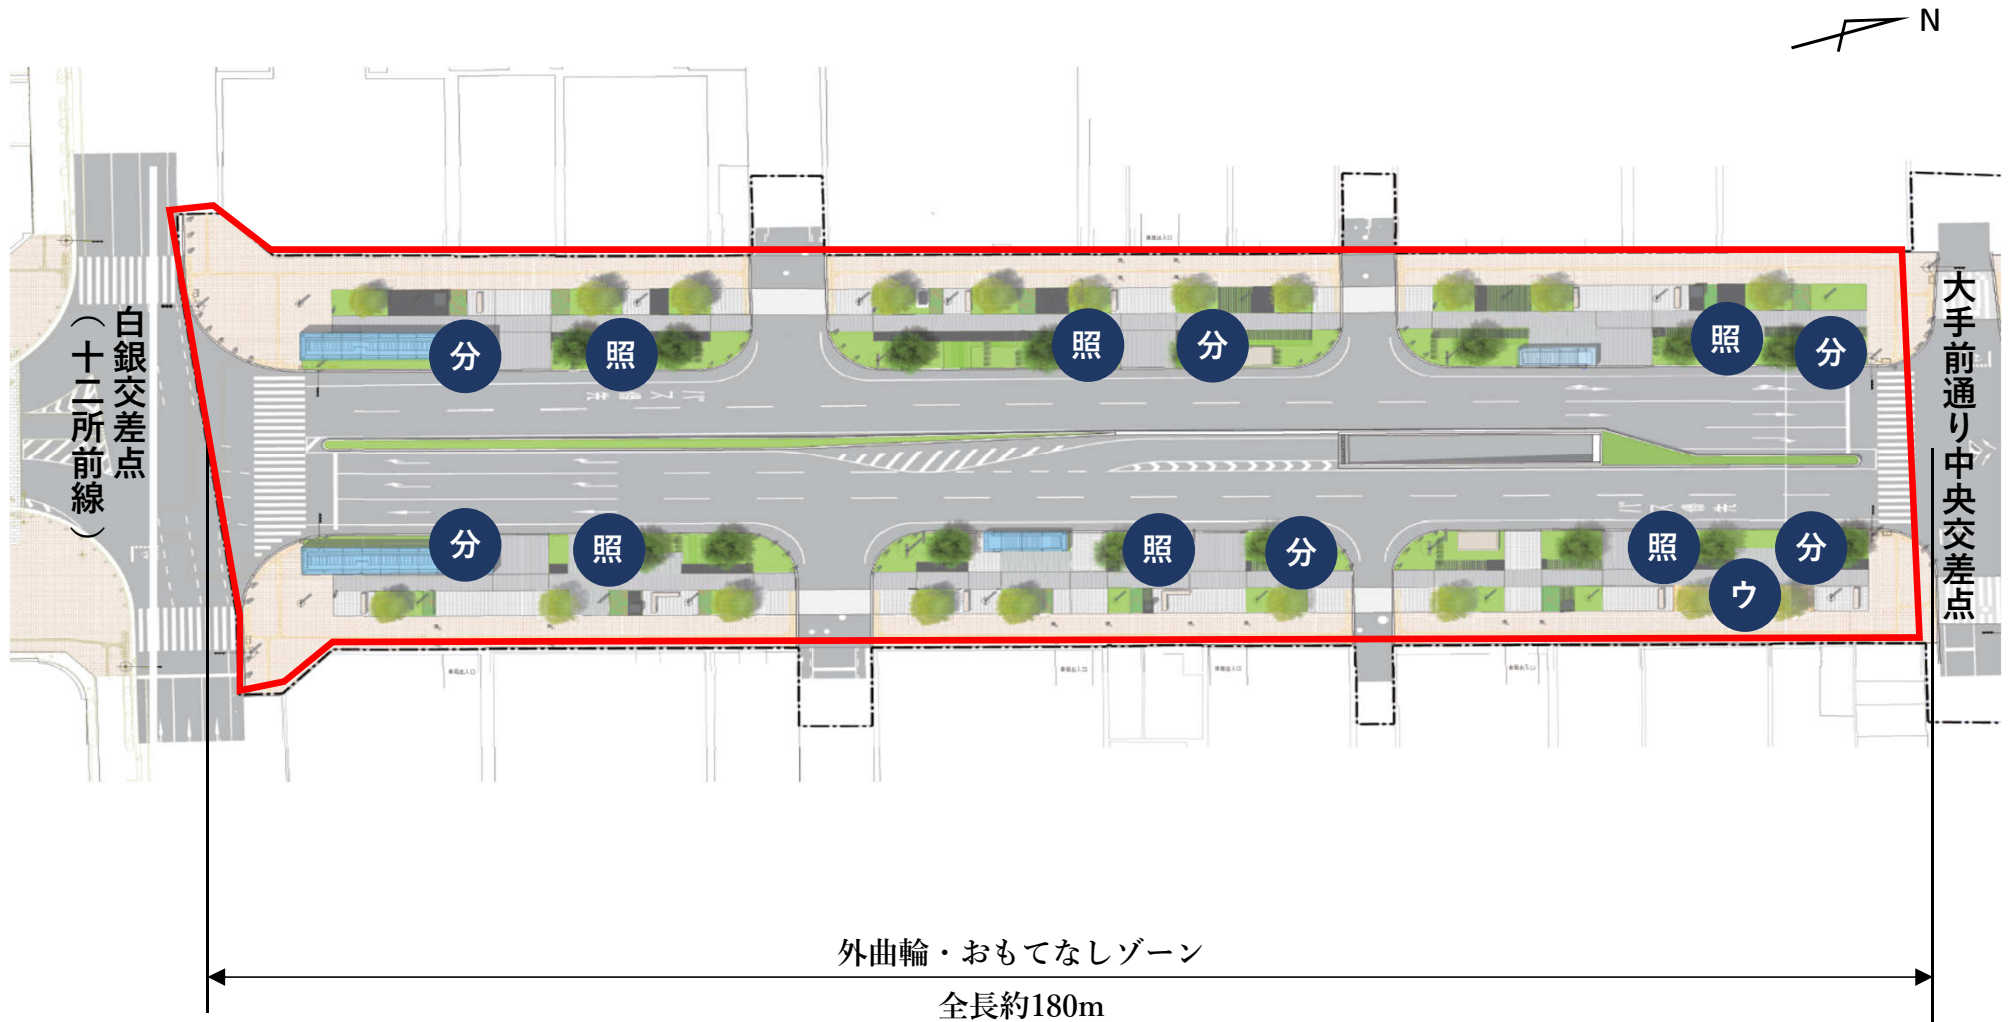 N
大手前通り中央交差点
白銀交差点
（十二所前線）
分
照
照
分
照
分
分
照
照
分
照
分
ウ
外曲輪・おもてなしゾーン
全長約180m